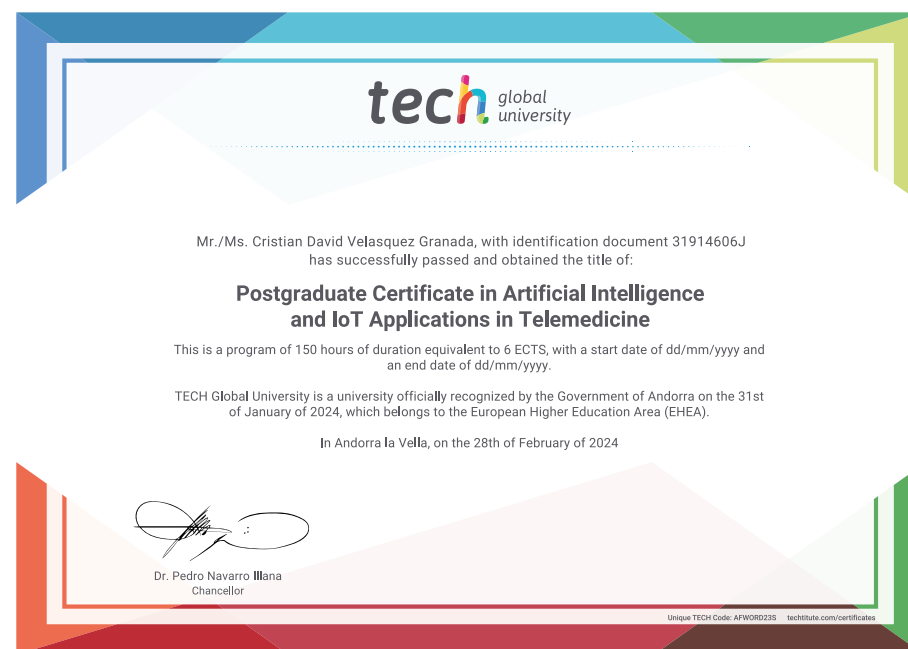 tech global university
Mr./Ms. Cristian David Velasquez Granada, with identification document 31914606J
has successfully passed and obtained the title of:
Postgraduate Certificate in Artificial Intelligence
and IoT Applications in Telemedicine
This is a program of 150 hours of duration equivalent to 6 ECTS, with a start date of dd/mm/yyyy and
an end date of dd/mm/yyyy.
TECH Global University is a university officially recognized by the Government of Andorra on the 31st
of January of 2024, which belongs to the European Higher Education Area (EHEA).
In Andorra la Vella, on the 28th of February of 2024
Dr. Pedro Navarro Illana
Chancellor
Unique TECH Code: AFWORD23S techtitute.com/certificates